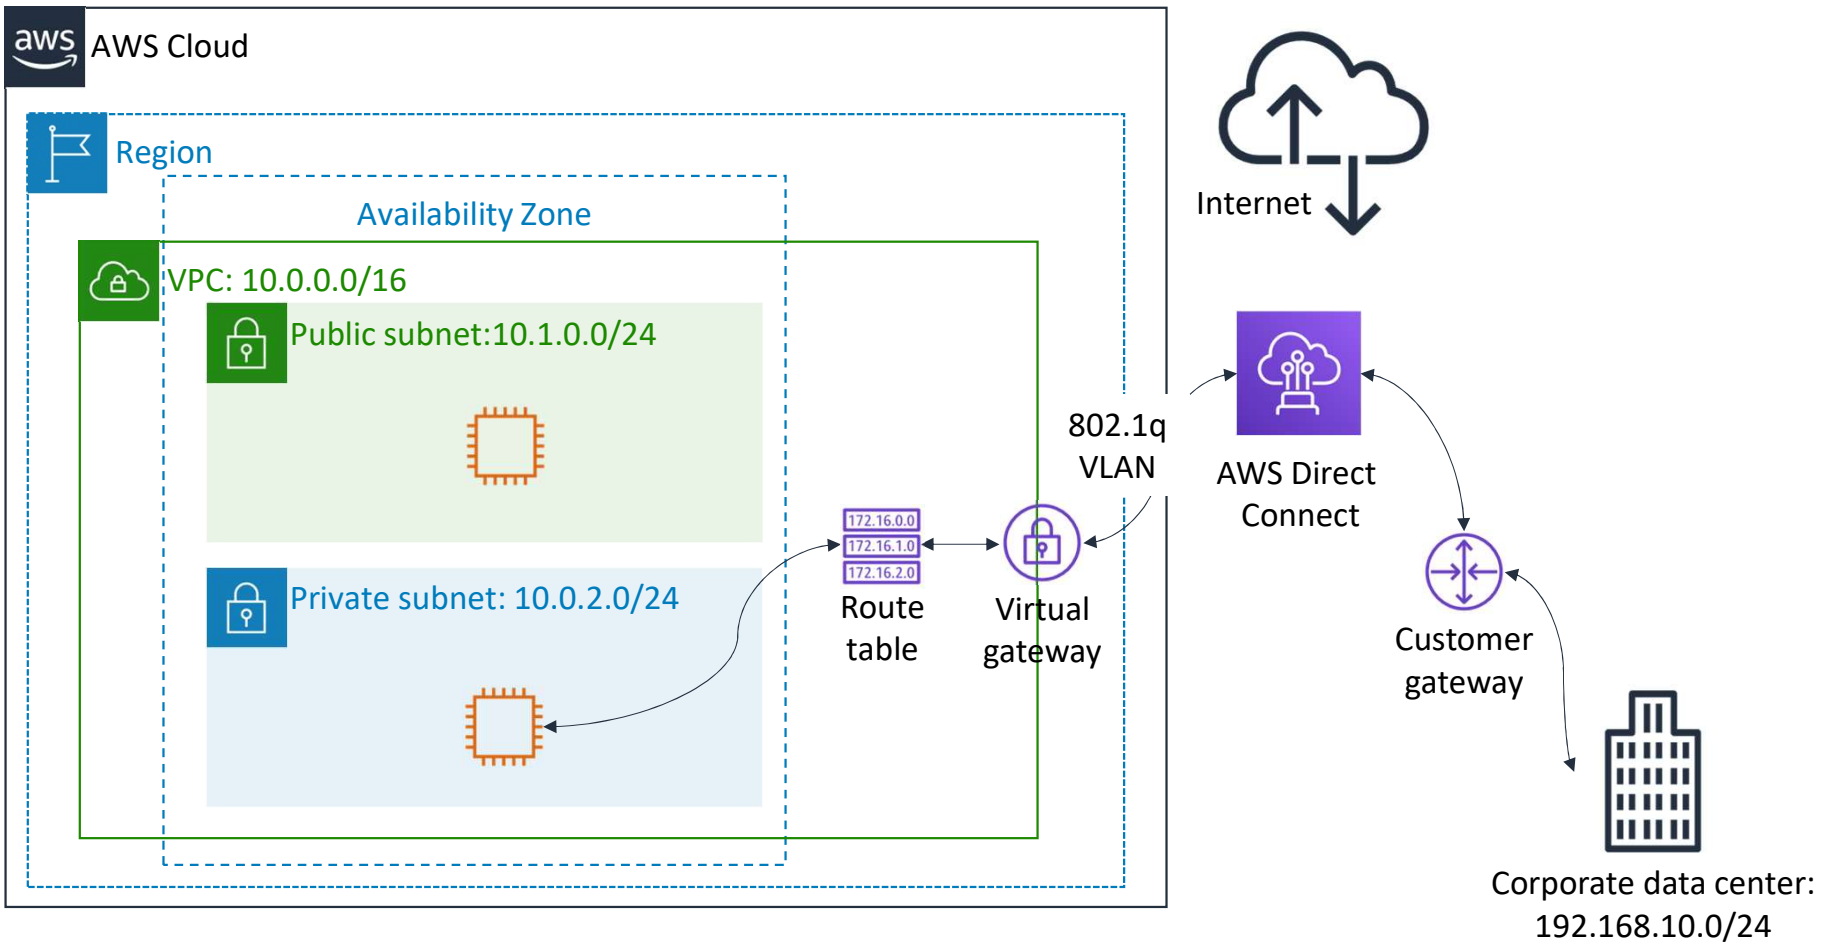 aws
AWS Cloud
Region
Availability Zone
VPC: 10.0.0.0/16
Public subnet:10.1.0.0/24
Private subnet: 10.0.2.0/24
172.16.0.0
172.16.1.0
172.16.2.0
Route
table
Virtual
gateway
802.1q
VLAN
Internet
AWS Direct
Connect
Customer
gateway
Corporate data center:
192.168.10.0/24